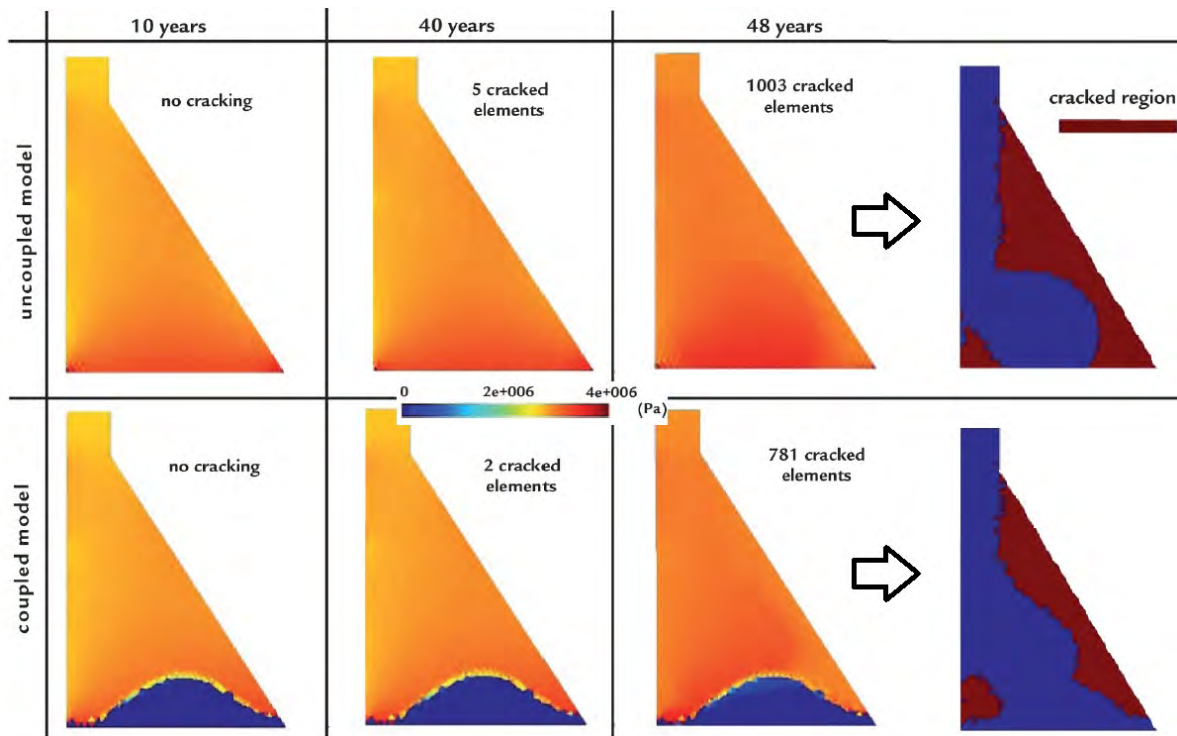 10 years
40 years
48 years
uncoupled model
no cracking
5 cracked
elements
1003 cracked
elements
cracked region
0
2e+006
4e+006
(Pa)
coupled model
no cracking
2 cracked
elements
781 cracked
elements